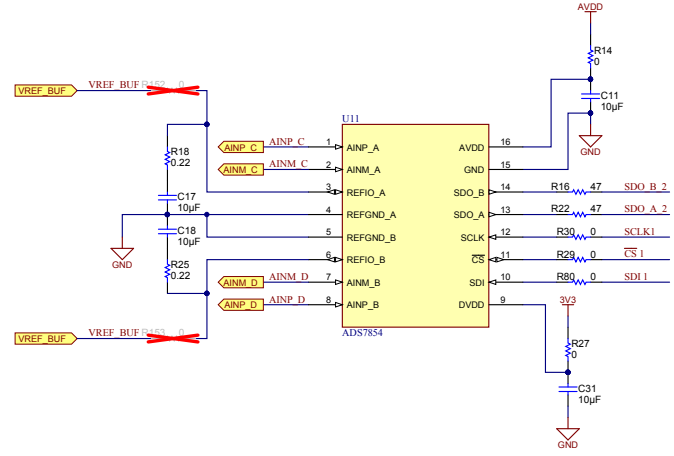 AVDD
R14
0
VREF_BUF
VREF_BUF
R152
0
C11
10µF
U11
GND
AINP_C
AINP_C
1
AINP_A
AVDD
16
R18
0.22
AINM_C
AINM_C
2
AINM_A
GND
15
3
REFIO_A
SDO_B
14
R16
47
SDO_B_2
C17
10µF
4
REFGND_A
SDO_A
13
R22
47
SDO_A_2
C18
10µF
5
REFGND_B
SCLK
12
R30
0
SCLK1
GND
6
REFIO_B
CS
11
R29
0
CS 1
R25
0.22
AINM_D
AINM_D
7
AINM_B
SDI
10
R80
0
SDI 1
AINP_D
AINP_D
8
AINP_B
DVDD
9
3V3
ADS7854
VREF_BUF
VREF_BUF
R153
0
R27
0
C31
10µF
GND